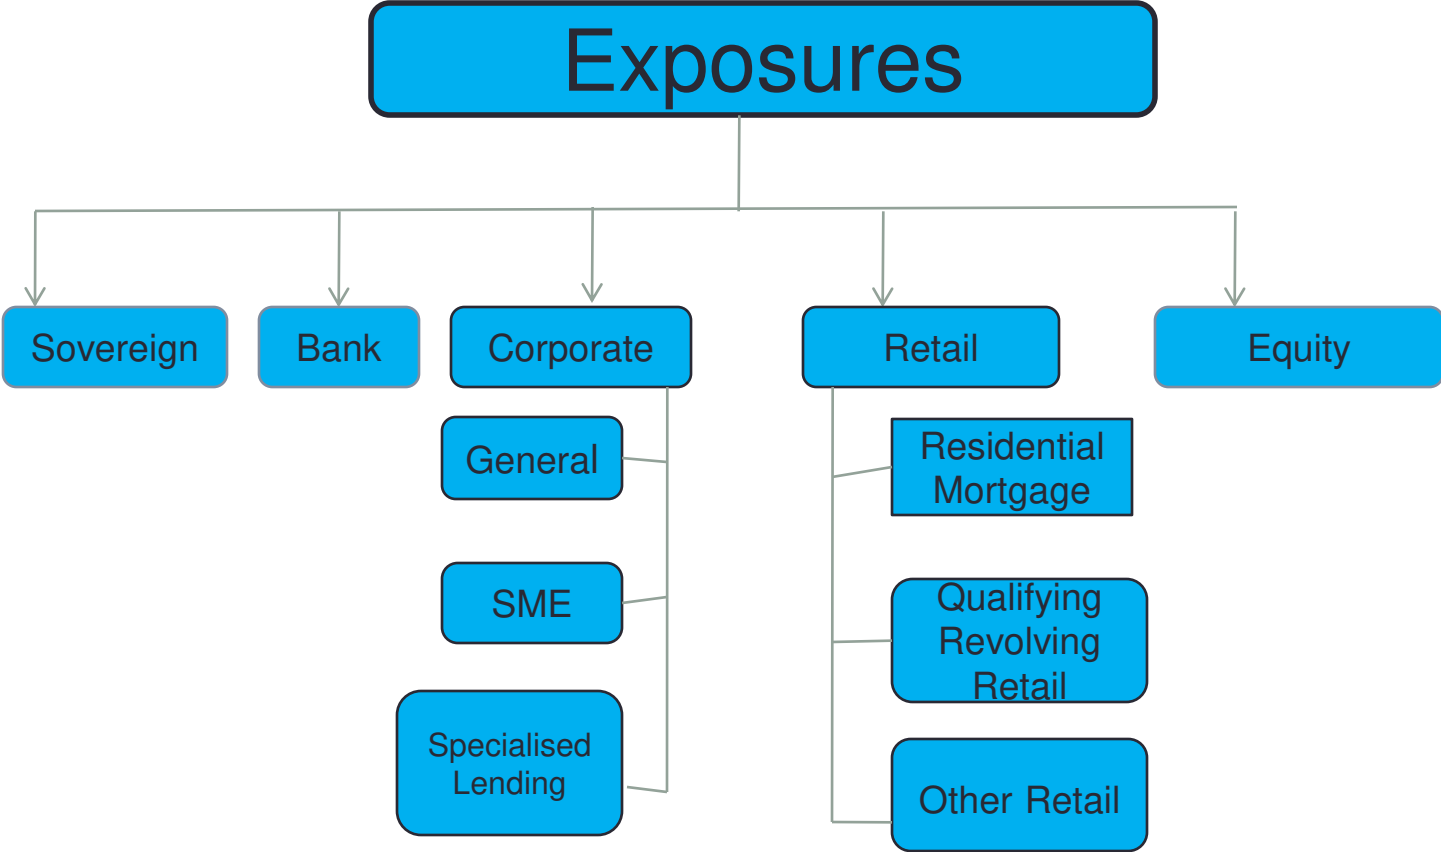 Exposures
Sovereign
Bank
Corporate
Retail
Equity
General
SME
Specialised
Lending
Residential
Mortgage
Qualifying
Revolving
Retail
Other Retail